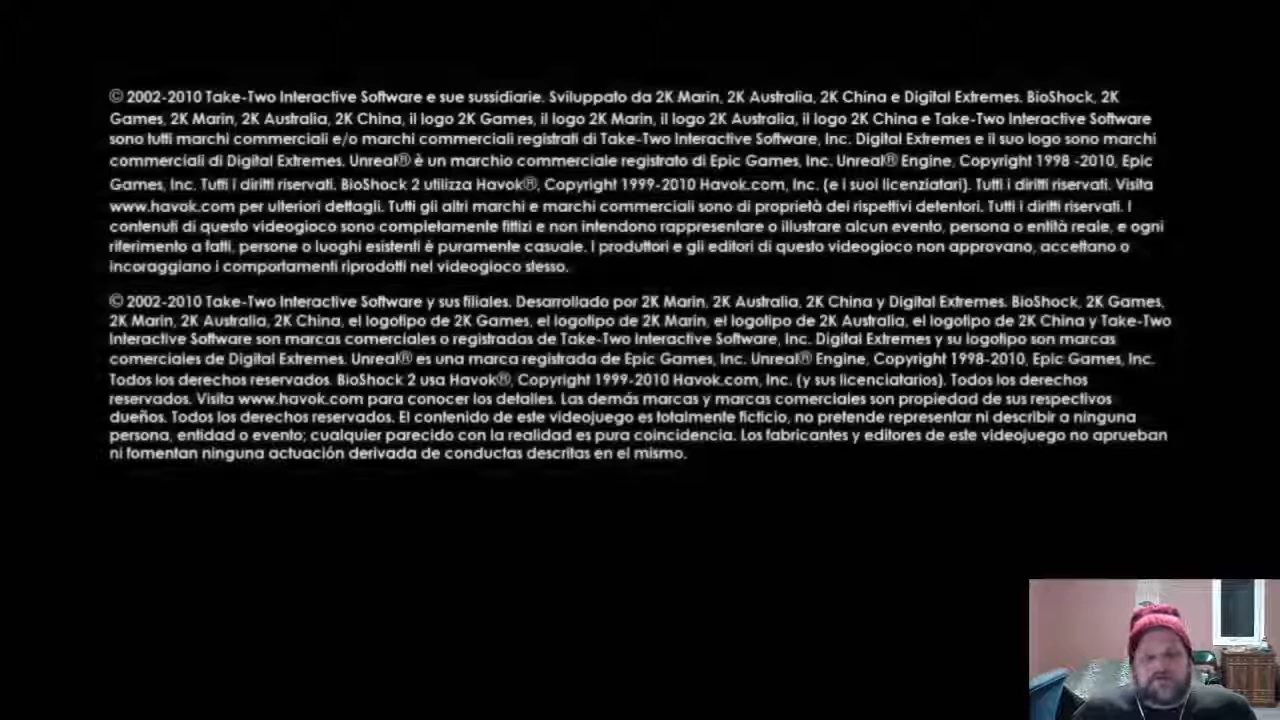 © 2002-2010 Take-Two Interactive Software e sue sussidiarie. Sviluppato da 2K Marin, 2K Australia, 2K China e Digital Extremes. BioShock, 2K
Games, 2K Marin, 2K Australia, 2K China, il logo 2K Games, il logo 2K Marin, il logo 2K Australia, il logo 2K China e Take-Two Interactive Software
sono tutti marchi commerciali e/o marchi commerciali registrati di Take-Two Interactive Software, Inc. Digital Extremes e il suo logo sono marchi
commerciali di Digital Extremes. Unreal® è un marchio commerciale registrato di Epic Games, Inc. Unreal® Engine, Copyright 1998 -2010, Epic
Games, Inc. Tutti i diritti riservati. BioShock 2 utilizza Havok®, Copyright 1999-2010 Havok.com, Inc. (e i suoi licenziatari). Tutti i diritti riservati. Visita
www.havok.com per ulteriori dettagli. Tutti gli altri marchi e marchi commerciali sono di proprietà dei rispettivi detentori. Tutti i diritti riservati. I
contenuti di questo videogioco sono completamente fittizi e non intendono rappresentare o illustrare alcun evento, persona o entità reale, e ogni
riferimento a fatti, persone o luoghi esistenti è puramente casuale. I produttori e gli editori di questo videogioco non approvano, accettano o
incoraggiano i comportamenti riprodotti nel videogioco stesso.
© 2002-2010 Take-Two Interactive Software y sus filiales. Desarrollado por 2K Marin, 2K Australia, 2K China y Digital Extremes. BioShock, 2K Games,
2K Marin, 2K Australia, 2K China, el logotipo de 2K Games, el logotipo de 2K Marin, el logotipo de 2K Australia, el logotipo de 2K China y Take-Two
Interactive Software son marcas comerciales o registradas de Take-Two Interactive Software, Inc. Digital Extremes y su logotipo son marcas
comerciales de Digital Extremes. Unreal® es una marca registrada de Epic Games, Inc. Unreal® Engine, Copyright 1998-2010, Epic Games, Inc.
Todos los derechos reservados. BioShock 2 usa Havok®, Copyright 1999-2010 Havok.com, Inc. (y sus licenciatarios). Todos los derechos
reservados. Visita www.havok.com para conocer los detalles. Las demás marcas y marcas comerciales son propiedad de sus respectivos
dueños. Todos los derechos reservados. El contenido de este videojuego es totalmente ficticio, no pretende representar ni describir a ninguna
persona, entidad o evento; cualquier parecido con la realidad es pura coincidencia. Los fabricantes y editores de este videojuego no aprueban
ni fomentan ninguna actuación derivada de conductas descritas en el mismo.